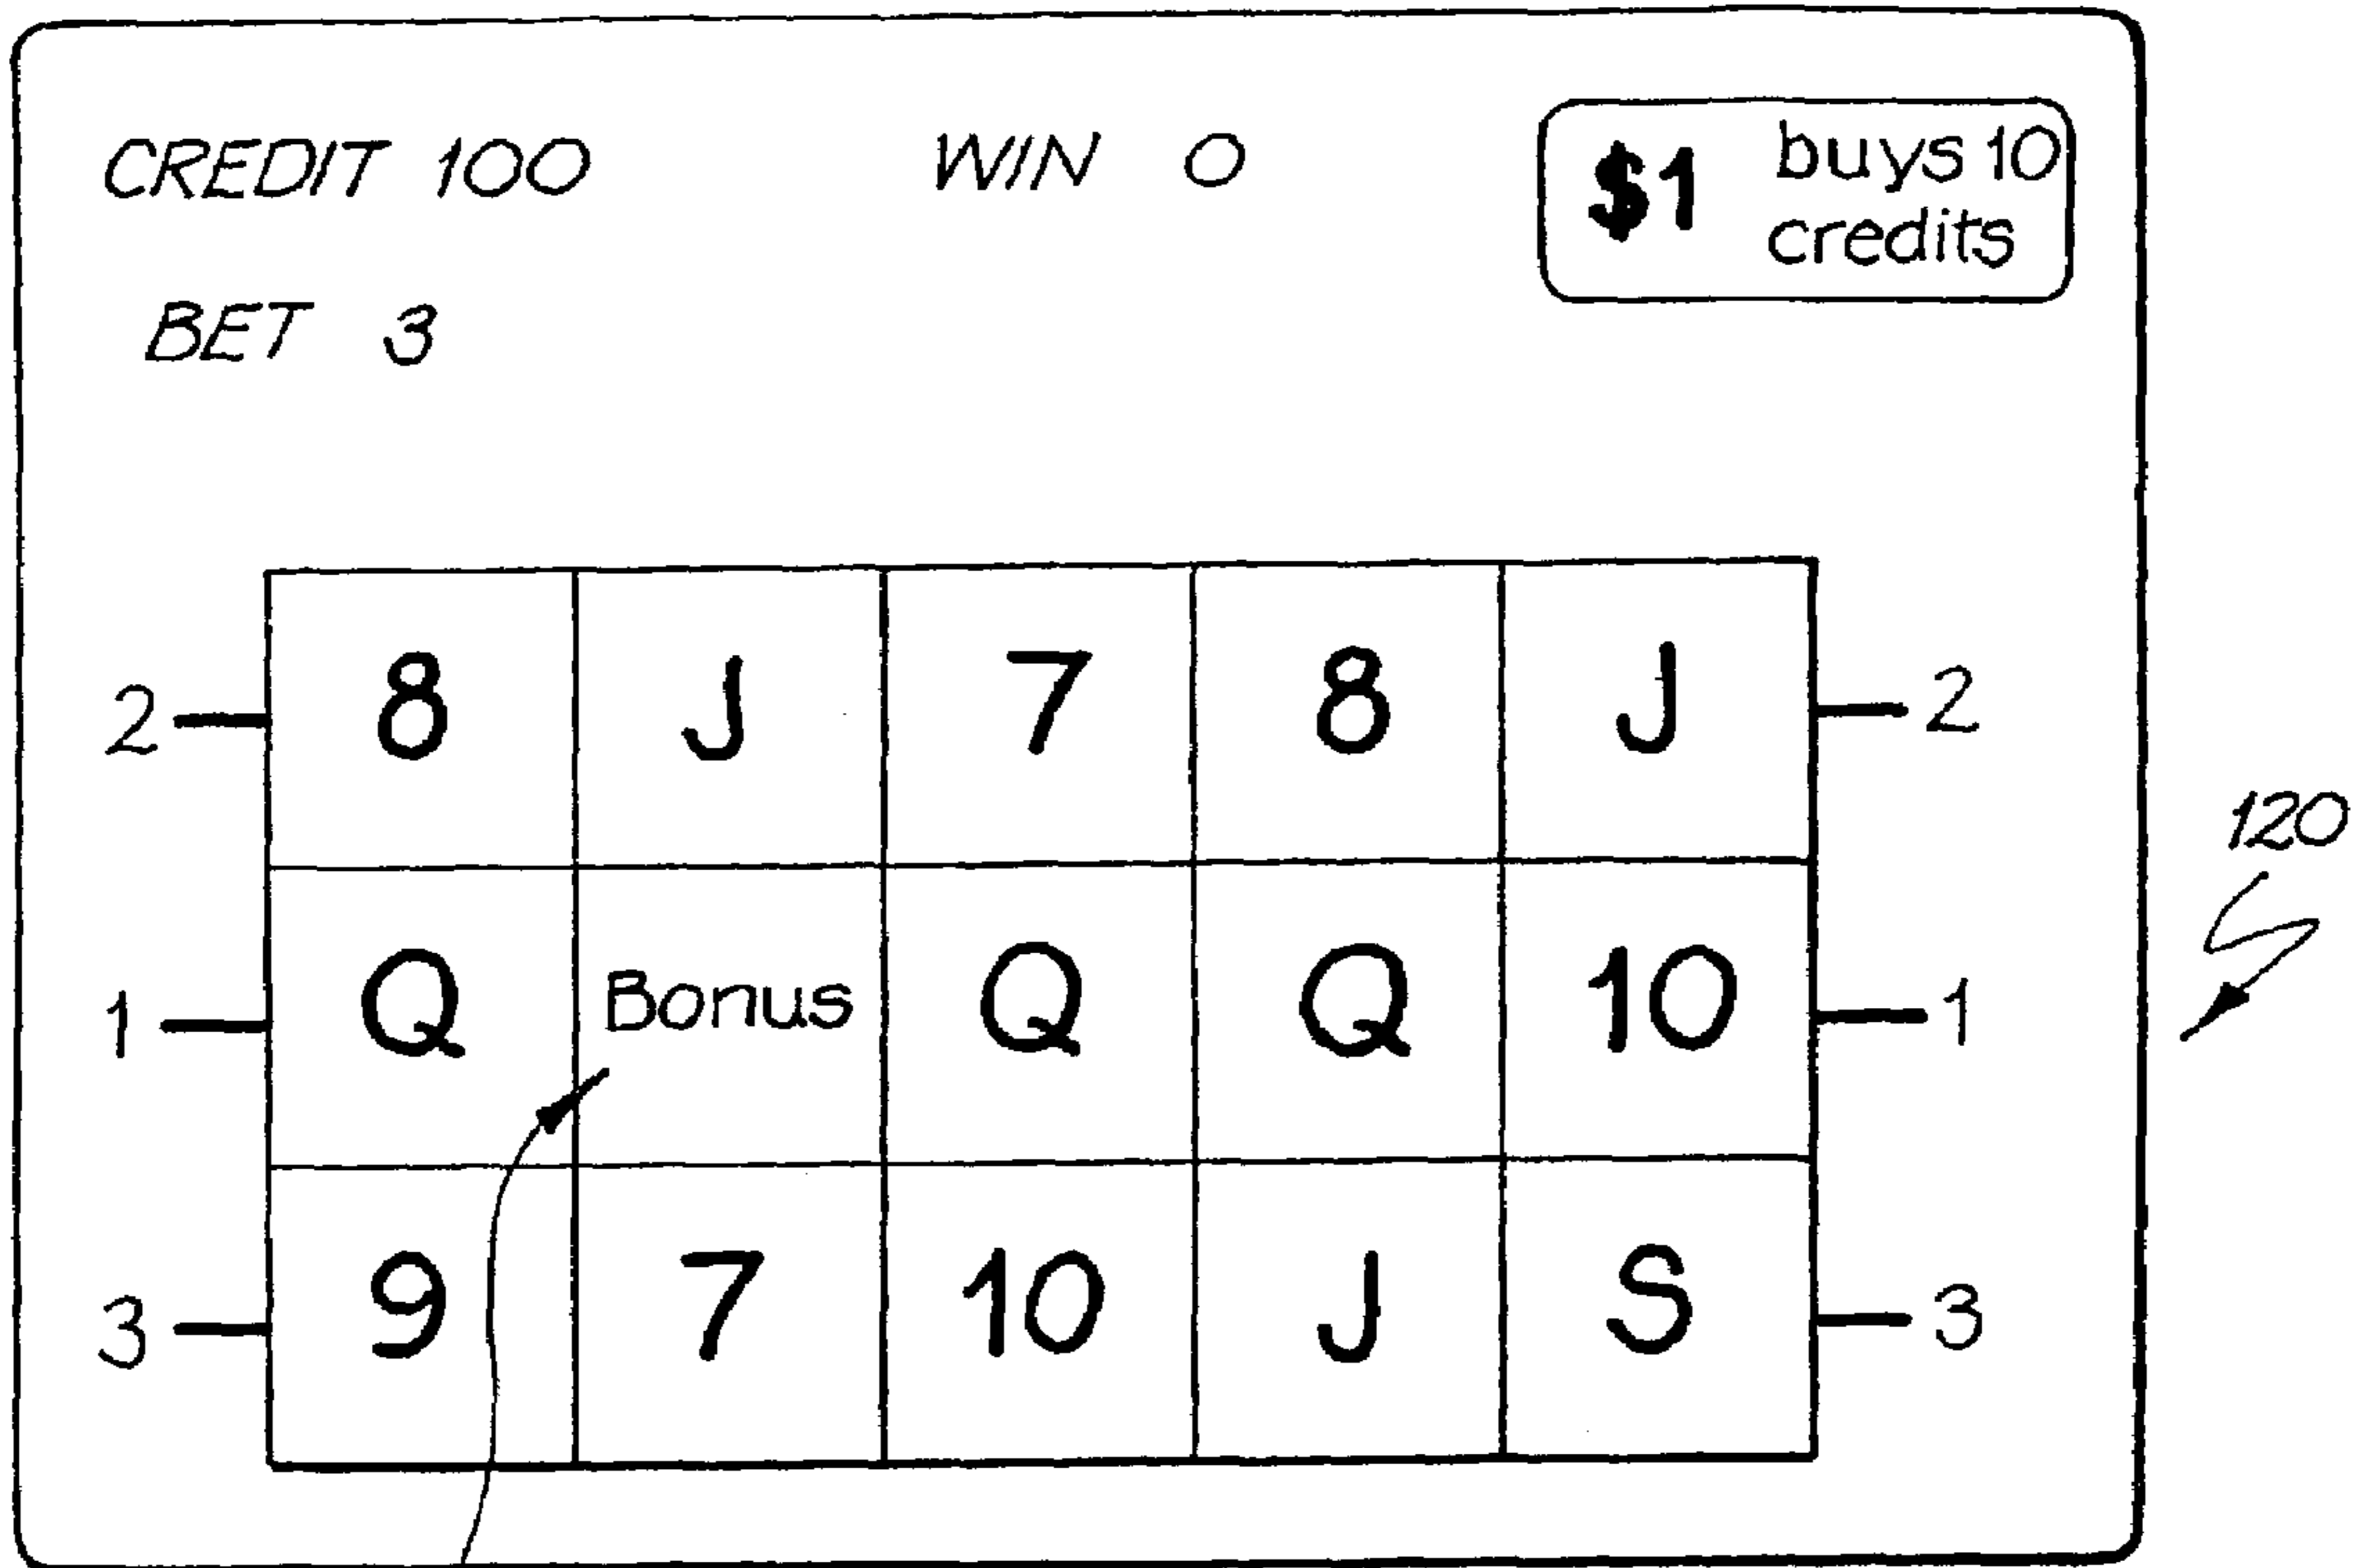 CREDIT 100 WIN 0 $1 buys 10
credits
BET 3
2 8 J 7 8 J 2
120
1 Q Bonus Q Q 10 1
3 9 7 10 J S 3